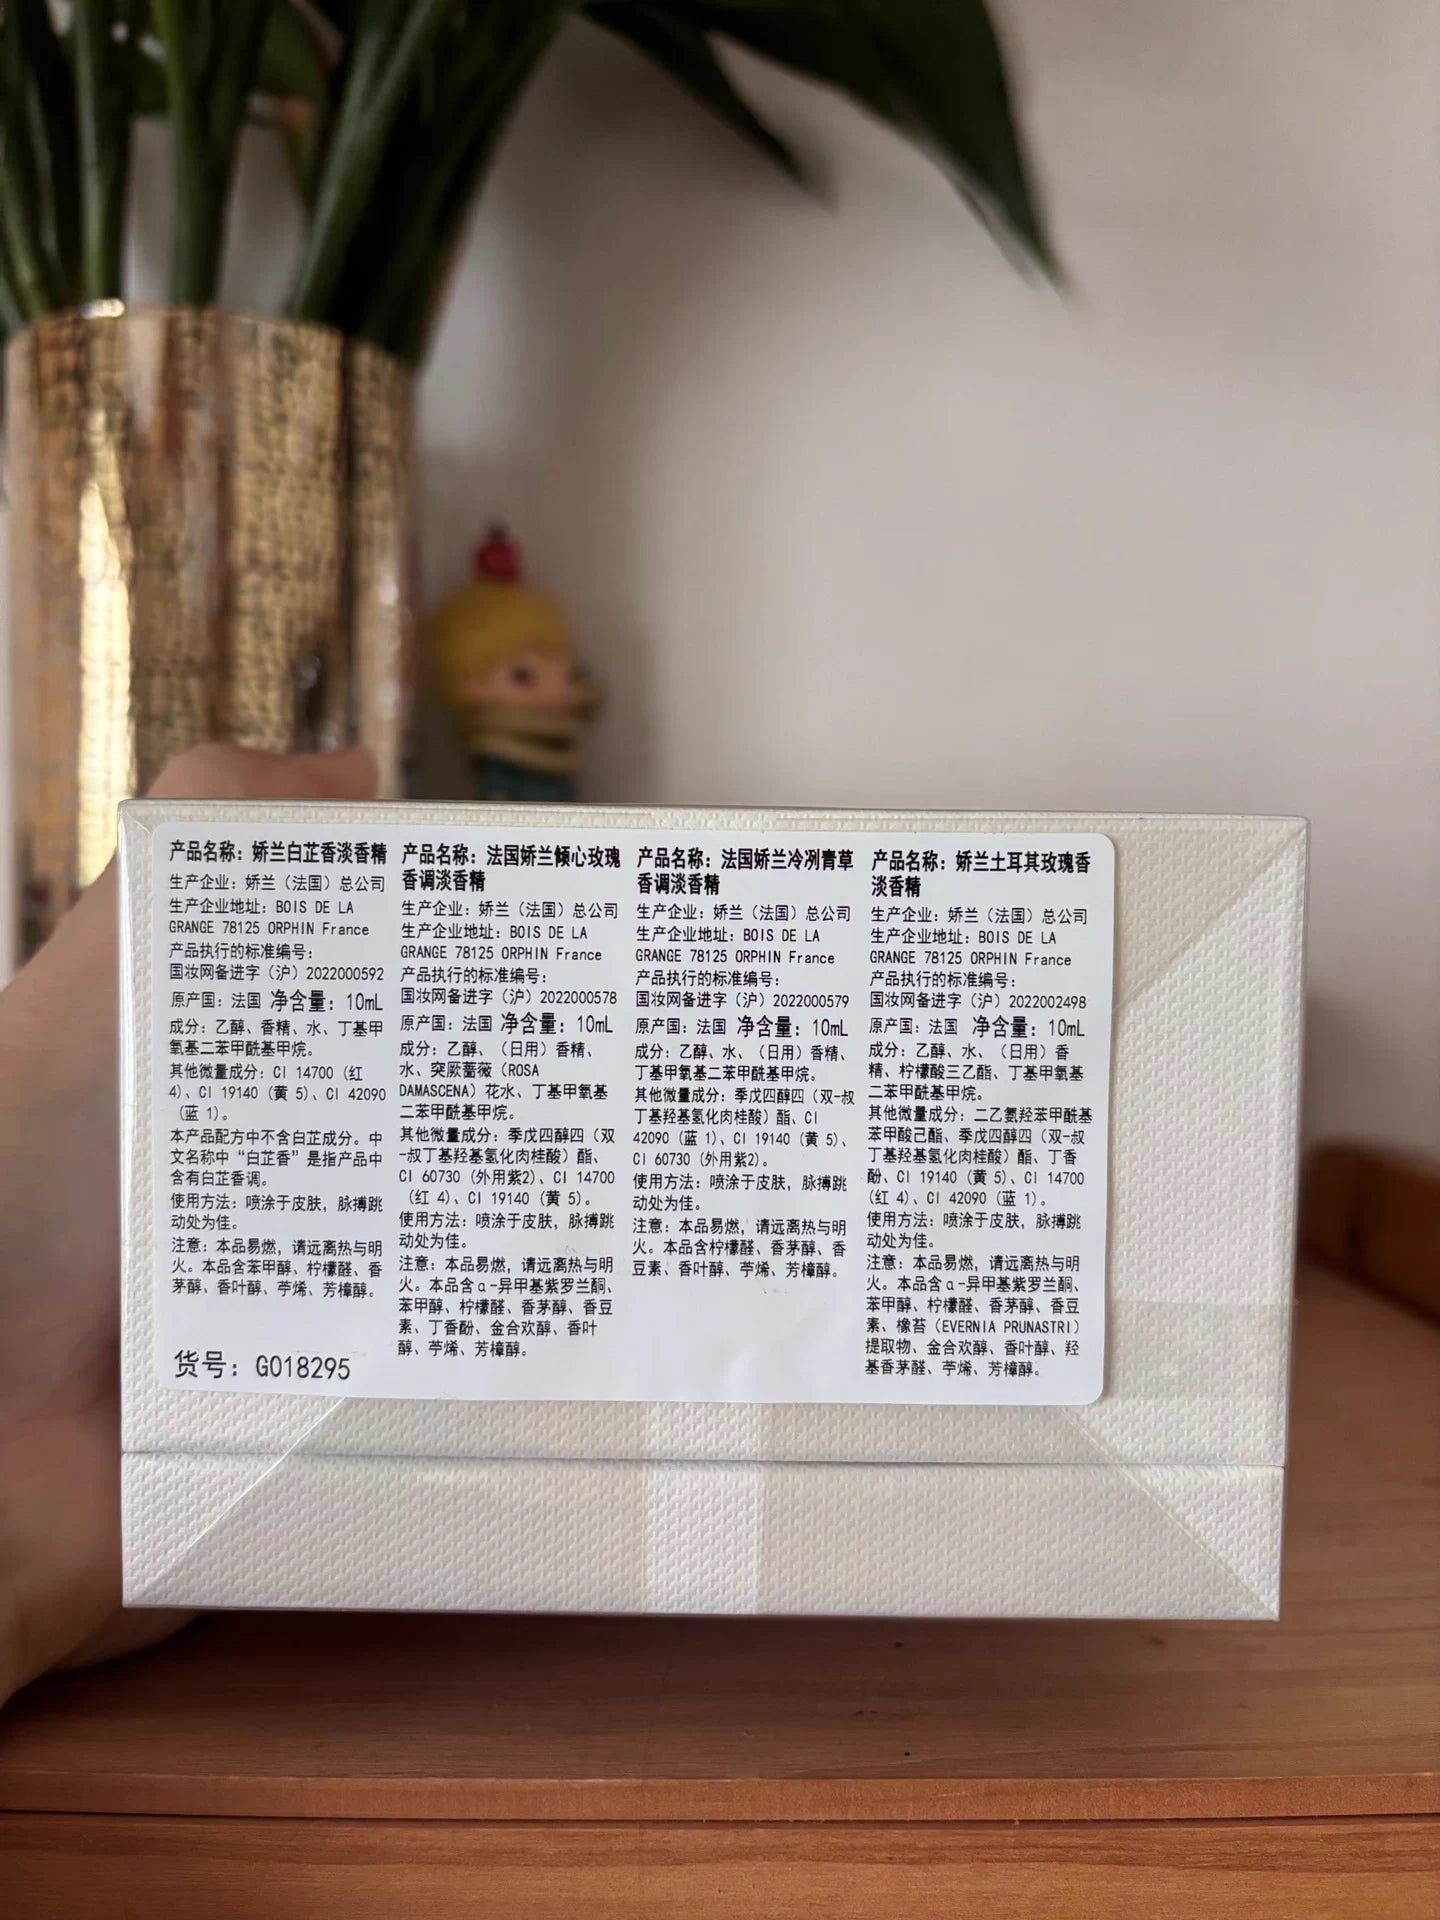 产品名称：娇兰白芷香淡香精
生产企业：娇兰（法国）总公司
生产企业地址：BOIS DE LA
GRANGE 78125 ORPHIN France
产品执行的标准编号：
国妆网备进字（沪）2022000592
原产国：法国 净含量：10mL
成分：乙醇、香精、水、丁基甲
氧基二苯甲酰基甲烷。
其他微量成分：CI 14700（红
4）、CI 19140（黄 5）、CI 42090
（蓝 1）。
本产品配方中不含白芷成分。中
文名称中“白芷香”是指产品中
含有白芷香调。
使用方法：喷涂于皮肤，脉搏跳
动处为佳。
注意：本品易燃，请远离热与明
火。本品含苯甲醇、柠檬醛、香
茅醇、香叶醇、苧烯、芳樟醇。
货号：G018295
产品名称：法国娇兰倾心玫瑰
香调淡香精
生产企业：娇兰（法国）总公司
生产企业地址：BOIS DE LA
GRANGE 78125 ORPHIN France
产品执行的标准编号：
国妆网备进字（沪）2022000578
原产国：法国 净含量：10mL
成分：乙醇、（日用）香精、
水、突厥蔷薇（ROSA
DAMASCENA）花水、丁基甲氧基
二苯甲酰基甲烷。
其他微量成分：季戊四醇四（双
-叔丁基羟基氢化肉桂酸）酯、
CI 60730（外用紫2）、CI 14700
（红 4）、CI 19140（黄 5）。
使用方法：喷涂于皮肤，脉搏跳
动处为佳。
注意：本品易燃，请远离热与明
火。本品含α-异甲基紫罗兰酮、
苯甲醇、柠檬醛、香茅醇、香豆
素、丁香酚、金合欢醇、香叶
醇、苧烯、芳樟醇。
产品名称：法国娇兰冷冽青草
香调淡香精
生产企业：娇兰（法国）总公司
生产企业地址：BOIS DE LA
GRANGE 78125 ORPHIN France
产品执行的标准编号：
国妆网备进字（沪）2022000579
原产国：法国 净含量：10mL
成分：乙醇、水、（日用）香精、
丁基甲氧基二苯甲酰基甲烷。
其他微量成分：季戊四醇四（双-叔
丁基羟基氢化肉桂酸）酯、CI
42090（蓝 1）、CI 19140（黄 5）、
CI 60730（外用紫2）。
使用方法：喷涂于皮肤，脉搏跳
动处为佳。
注意：本品易燃，请远离热与明
火。本品含柠檬醛、香茅醇、香
豆素、香叶醇、苧烯、芳樟醇。
产品名称：娇兰土耳其玫瑰香
淡香精
生产企业：娇兰（法国）总公司
生产企业地址：BOIS DE LA
GRANGE 78125 ORPHIN France
产品执行的标准编号：
国妆网备进字（沪）2022002498
原产国：法国 净含量：10mL
成分：乙醇、水、（日用）香
精、柠檬酸三乙酯、丁基甲氧基
二苯甲酰基甲烷。
其他微量成分：二乙氨羟苯甲酰基
苯甲酸己酯、季戊四醇四（双-叔
丁基羟基氢化肉桂酸）酯、丁香
酚、CI 19140（黄 5）、CI 14700
（红 4）、CI 42090（蓝 1）。
使用方法：喷涂于皮肤，脉搏跳
动处为佳。
注意：本品易燃，请远离热与明
火。本品含α-异甲基紫罗兰酮、
苯甲醇、柠檬醛、香茅醇、香豆
素、橡苔（EVERNIA PRUNASTRI）
提取物、金合欢醇、香叶醇、羟
基香茅醛、苧烯、芳樟醇。